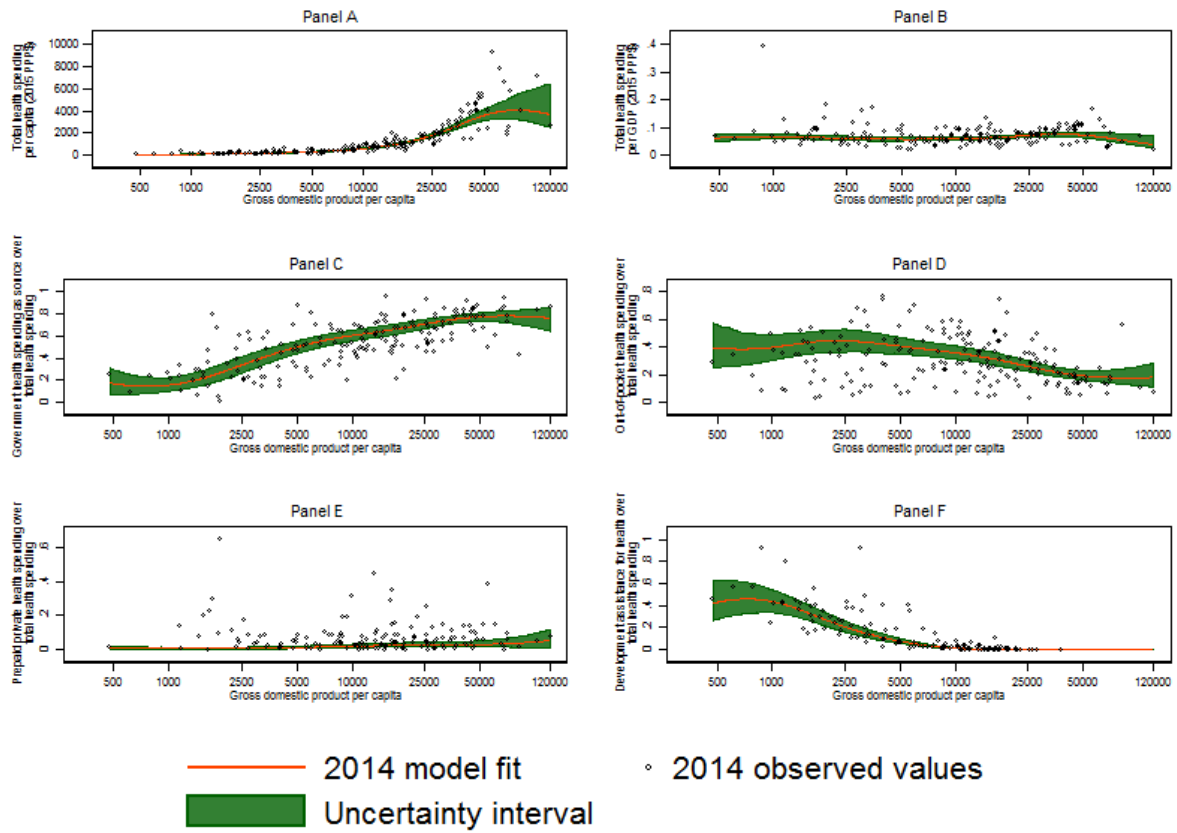 Panel A
Total health spending
per capita (2015 PPP$)
10000
8000
6000
4000
2000
0
500 1000 2500 5000 10000 25000 50000 120000
Gross domestic product per capita
Panel B
Total health spending
per GDP (2015 PPP$)
.4
.3
.2
.1
0
500 1000 2500 5000 10000 25000 50000 120000
Gross domestic product per capita
Panel C
Government health spending as source over
total health spending
1
.8
.6
.4
.2
0
500 1000 2500 5000 10000 25000 50000 120000
Gross domestic product per capita
Panel D
Out-of-pocket health spending over
total health spending
.8
.6
.4
.2
0
500 1000 2500 5000 10000 25000 50000 120000
Gross domestic product per capita
Panel E
Prepaid private health spending over
total health spending
.6
.4
.2
0
500 1000 2500 5000 10000 25000 50000 120000
Gross domestic product per capita
Panel F
Development assistance for health over
total health spending
1
.8
.6
.4
.2
0
500 1000 2500 5000 10000 25000 50000 120000
Gross domestic product per capita
2014 model fit
2014 observed values
Uncertainty interval